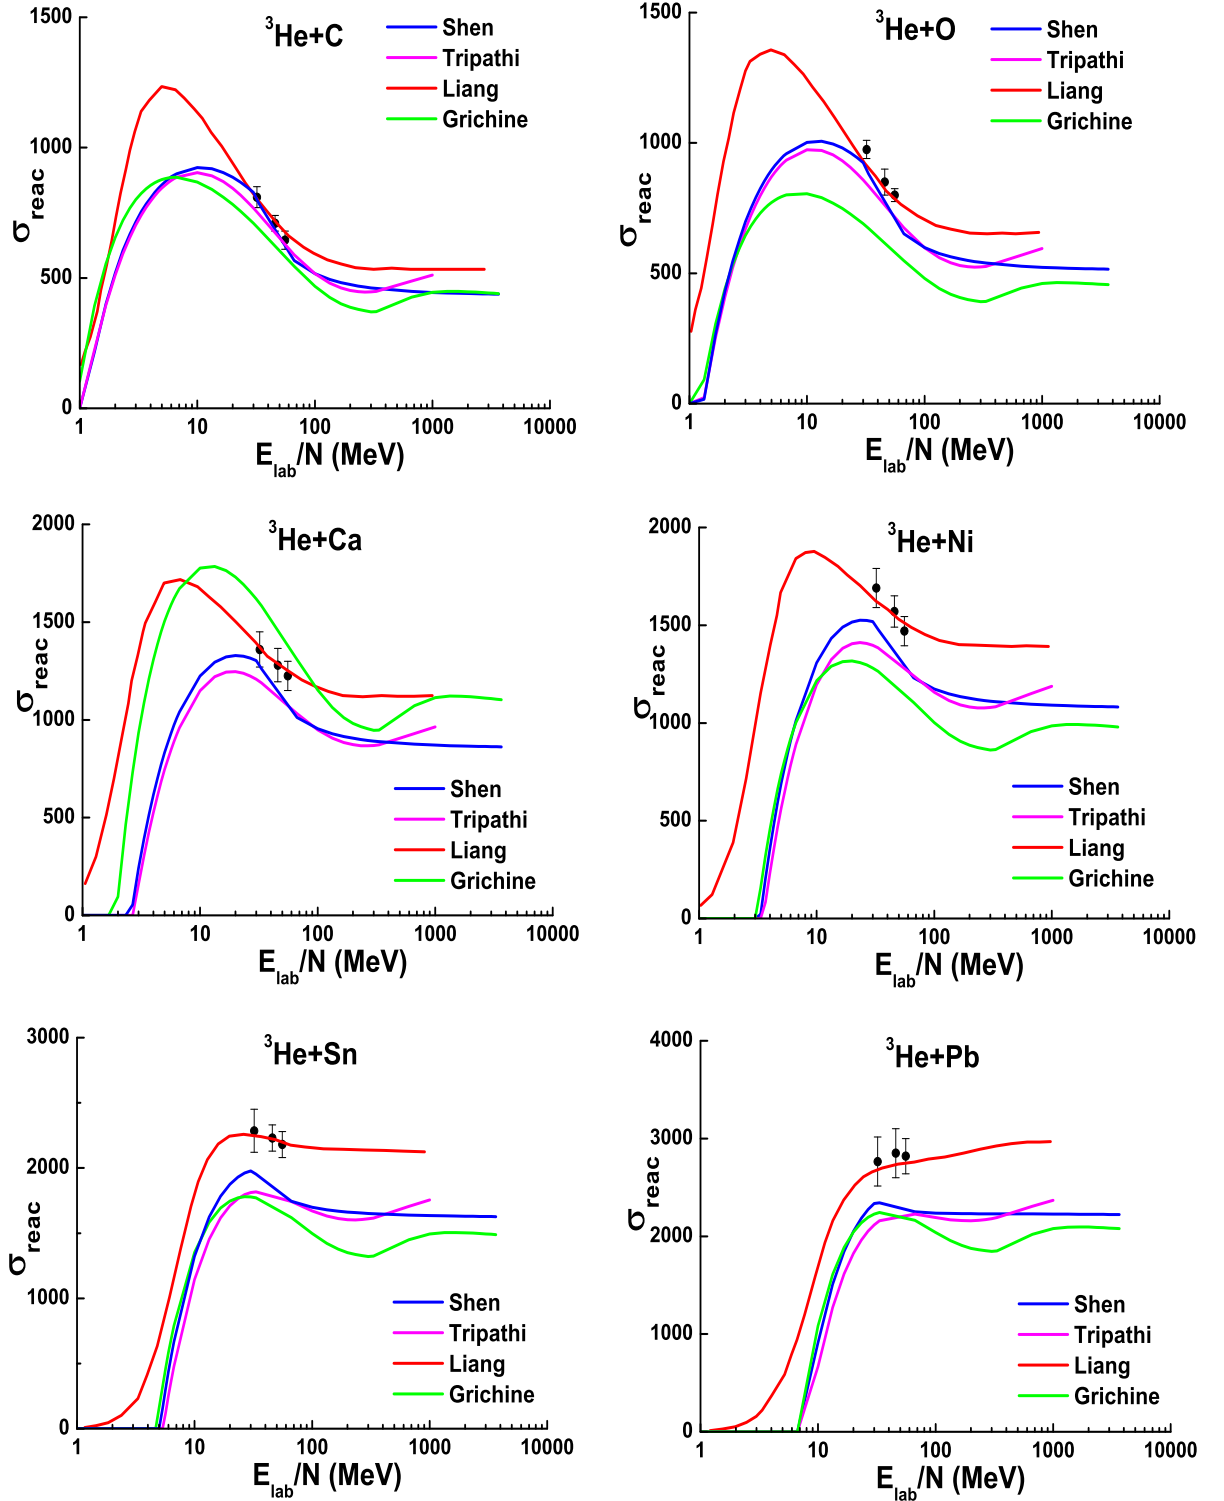 ³He+C
Shen
Tripathi
Liang
Grichine
1500
1000
500
0
σreac
1 10 100 1000 10000
Elab/N (MeV)
³He+O
Shen
Tripathi
Liang
Grichine
1500
1000
500
0
σreac
1 10 100 1000 10000
Elab/N (MeV)
³He+Ca
2000
1500
1000
500
0
σreac
Shen
Tripathi
Liang
Grichine
1 10 100 1000 10000
Elab/N (MeV)
³He+Ni
2000
1500
1000
500
0
σreac
Shen
Tripathi
Liang
Grichine
1 10 100 1000 10000
Elab/N (MeV)
³He+Sn
3000
2000
1000
0
σreac
Shen
Tripathi
Liang
Grichine
1 10 100 1000 10000
Elab/N (MeV)
³He+Pb
4000
3000
2000
1000
0
σreac
Shen
Tripathi
Liang
Grichine
1 10 100 1000 10000
Elab/N (MeV)